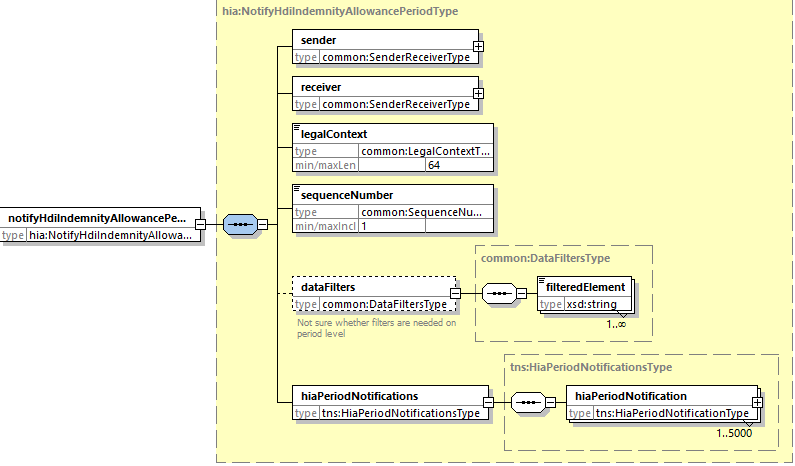 hia:NotifyHdiIndemnityAllowancePeriodType
sender
type common:SenderReceiverType
receiver
type common:SenderReceiverType
legalContext
type common:LegalContextT...
min/maxLen 64
sequenceNumber
type common:SequenceNu...
min/maxIncl 1
notifyHdiIndemnityAllowancePe...
type hia:NotifyHdiIndemnityAllowa...
common:DataFiltersType
dataFilters
type common:DataFiltersType
filteredElement
type xsd:string
1..∞
Not sure whether filters are needed on
period level
tns:HiaPeriodNotificationsType
hiaPeriodNotifications
type tns:HiaPeriodNotificationsType
hiaPeriodNotification
type tns:HiaPeriodNotificationType
1..5000